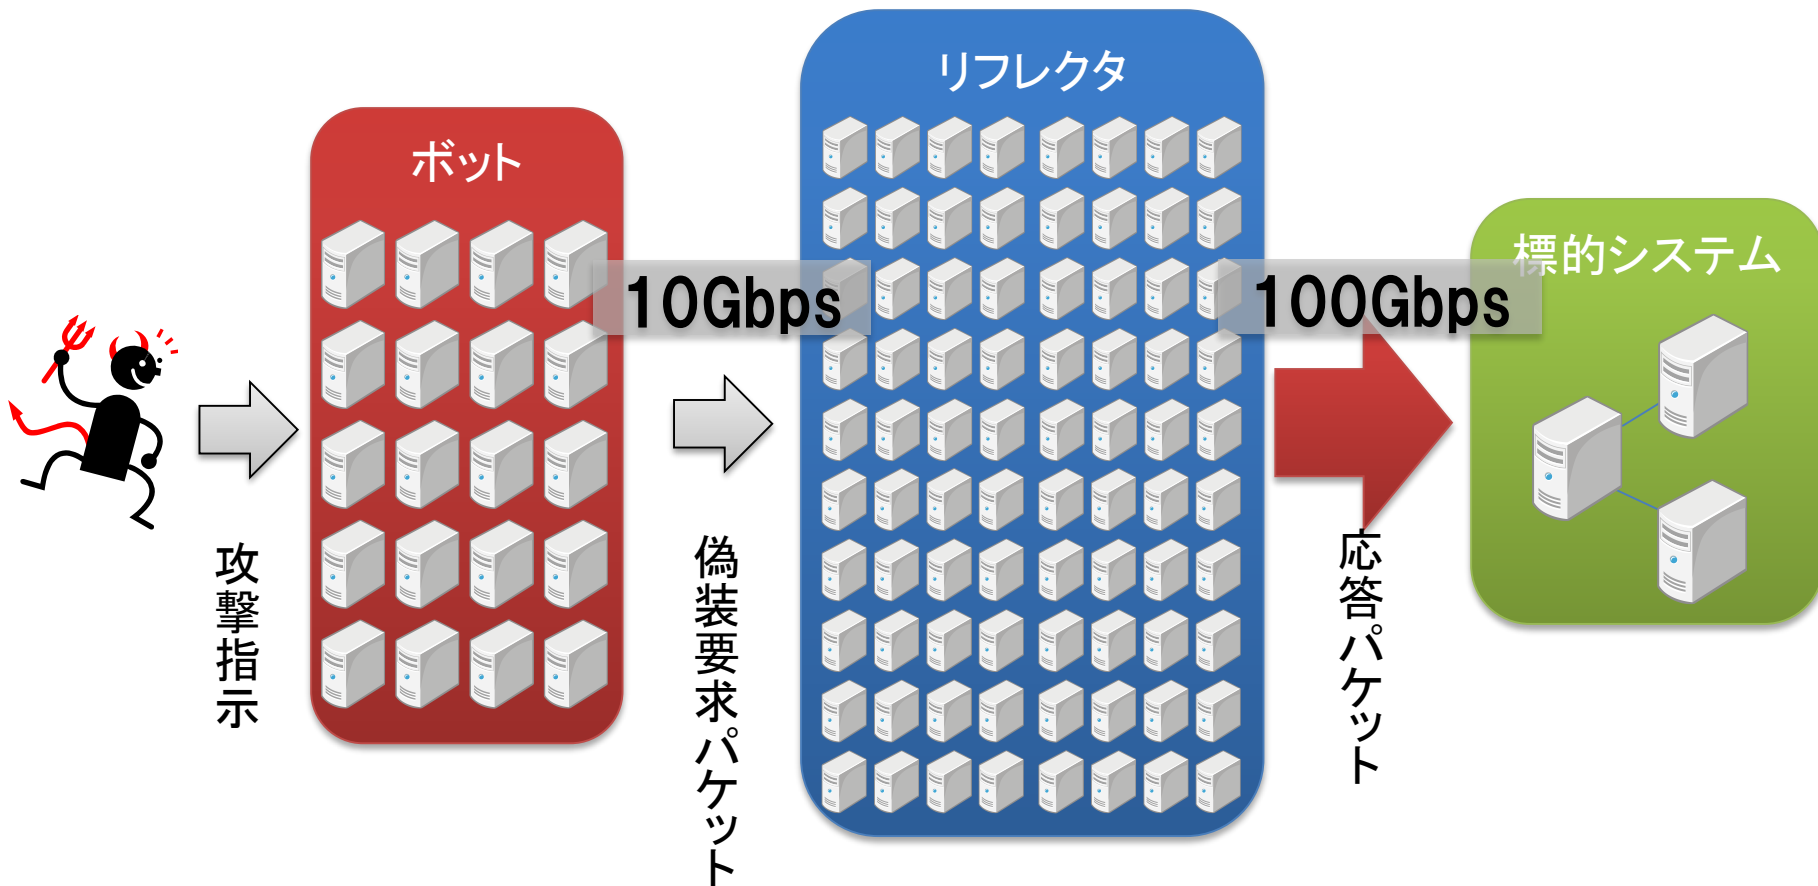 攻撃指示
ボット
10Gbps
偽装要求パケット
リフレクタ
100Gbps
応答パケット
標的システム